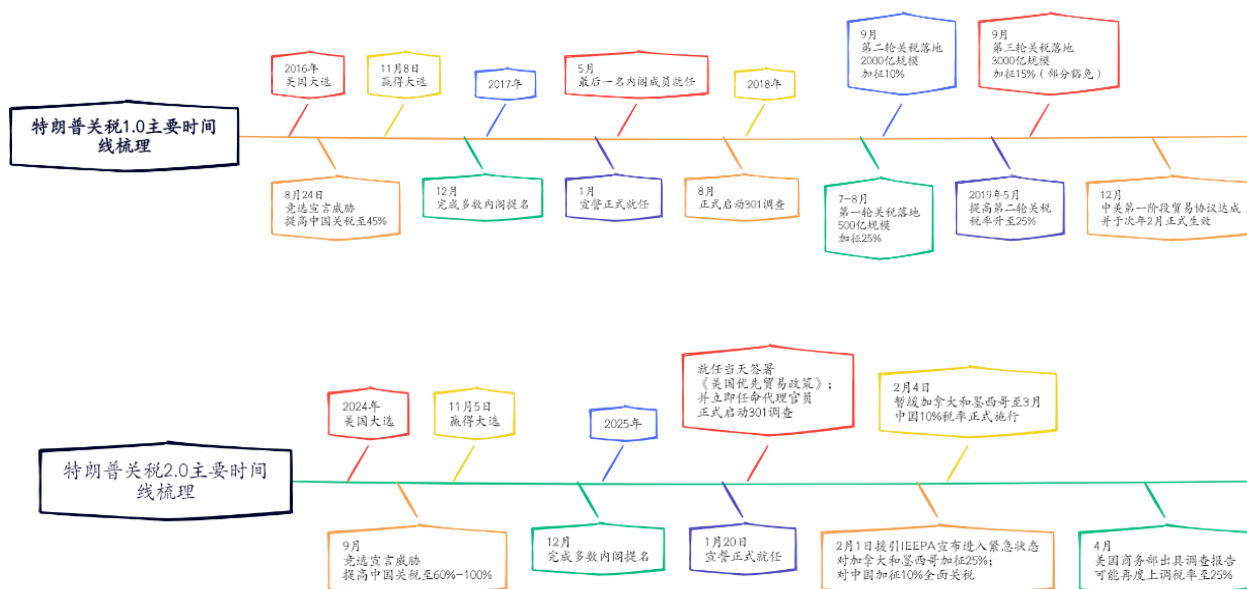 特朗普关税1.0主要时间
线梳理
2016年
美国大选
8月24日
竞选宣言威胁
提高中国关税至45%
11月8日
赢得大选
12月
完成多数内阁提名
2017年
1月
宣誓正式就任
5月
最后一名内阁成员就任
8月
正式启动301调查
2018年
7-8月
第一轮关税落地
500亿规模
加征25%
9月
第二轮关税落地
2000亿规模
加征10%
2019年5月
提高第二轮关税
税率升至25%
9月
第三轮关税落地
3000亿规模
加征15%（部分豁免）
12月
中美第一阶段贸易协议达成
并于次年2月正式生效
特朗普关税2.0主要时间
线梳理
2024年
美国大选
9月
竞选宣言威胁
提高中国关税至60%-100%
11月5日
赢得大选
12月
完成多数内阁提名
2025年
1月20日
宣誓正式就任
就任当天签署
《美国优先贸易政策》；
并立即任命代理官员
正式启动301调查
2月1日援引IEEPA宣布进入紧急状态
对加拿大和墨西哥加征25%；
对中国加征10%全面关税
2月4日
暂缓加拿大和墨西哥至3月
中国10%税率正式施行
4月
美国商务部出具调查报告
可能再度上调税率至25%